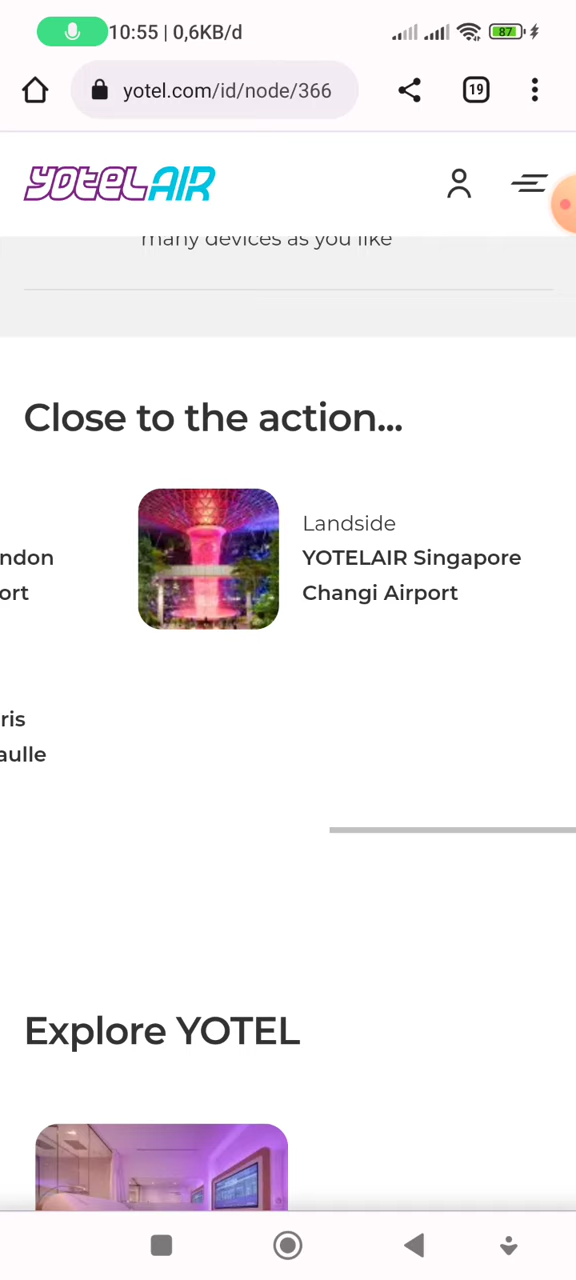 10:55 | 0,6KB/d
87
yotel.com/id/node/366
19
YOTELAIR
many devices as you like
Close to the action...
Landside
YOTELAIR Singapore
Changi Airport
ndon
ort
ris
aulle
Explore YOTEL